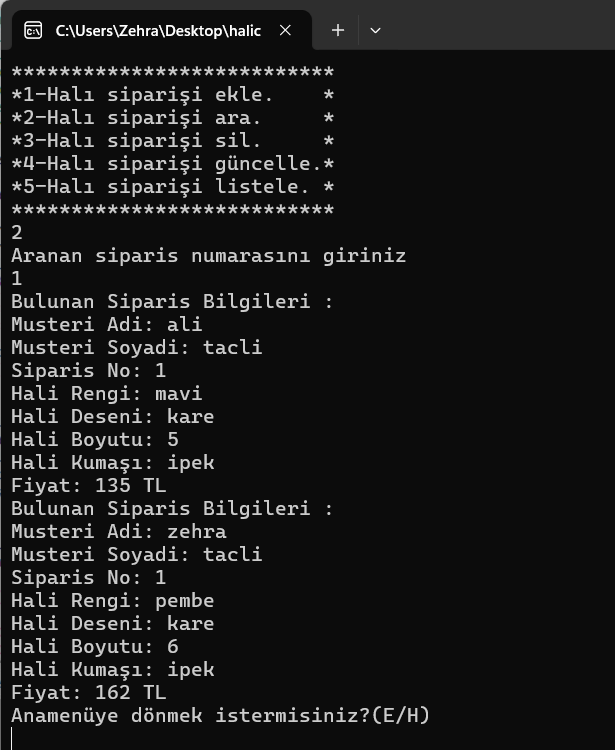 C:\Users\Zehra\Desktop\halic
***************************
*1-Halı siparişi ekle.    *
*2-Halı siparişi ara.     *
*3-Halı siparişi sil.     *
*4-Halı siparişi güncelle.*
*5-Halı siparişi listele. *
***************************
2
Aranan siparis numarasını giriniz
1
Bulunan Siparis Bilgileri :
Musteri Adi: ali
Musteri Soyadi: tacli
Siparis No: 1
Hali Rengi: mavi
Hali Deseni: kare
Hali Boyutu: 5
Hali Kumaşı: ipek
Fiyat: 135 TL
Bulunan Siparis Bilgileri :
Musteri Adi: zehra
Musteri Soyadi: tacli
Siparis No: 1
Hali Rengi: pembe
Hali Deseni: kare
Hali Boyutu: 6
Hali Kumaşı: ipek
Fiyat: 162 TL
Anamenüye dönmek istermisiniz?(E/H)